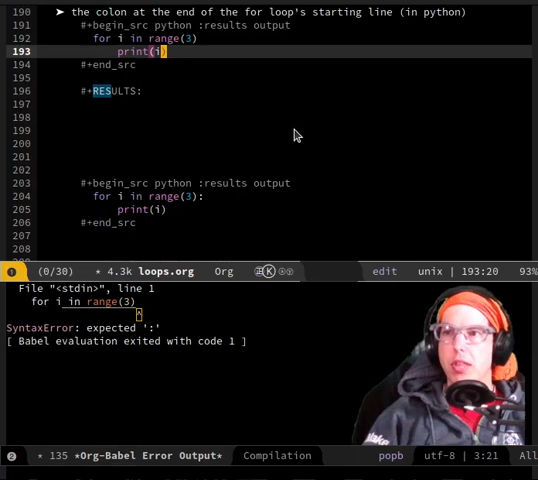 190 ➤ the colon at the end of the for loop's starting line (in python)
191 #+begin_src python :results output
192 for i in range(3)
193 print(i)
194 #+end_src
195
196 #+RESULTS:
197
198
199
200
201
202
203 #+begin_src python :results output
204 for i in range(3):
205 print(i)
206 #+end_src
207
208
❶ (0/30) * 4.3k loops.org Org edit unix | 193:20 93%
File "<stdin>", line 1
for i in range(3)
^
SyntaxError: expected ':'
[ Babel evaluation exited with code 1 ]
❷ * 135 *Org-Babel Error Output* Compilation popb utf-8 | 3:21 All